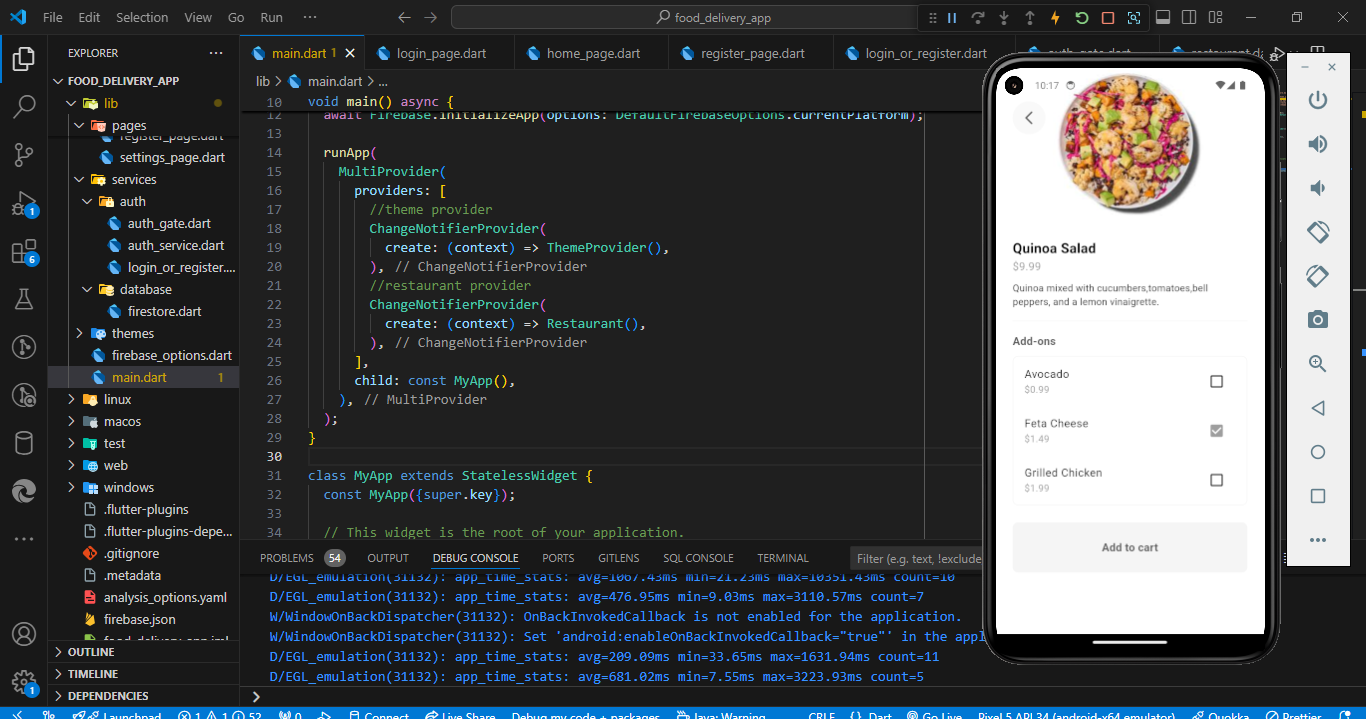 File Edit Selection View Go Run ···
food_delivery_app
EXPLORER
FOOD_DELIVERY_APP
lib
pages
register_page.dart
settings_page.dart
services
auth
auth_gate.dart
auth_service.dart
login_or_register....
database
firestore.dart
themes
firebase_options.dart
main.dart 1
linux
macos
test
web
windows
.flutter-plugins
.flutter-plugins-depe...
.gitignore
.metadata
analysis_options.yaml
firebase.json
food_delivery_app.iml
OUTLINE
TIMELINE
DEPENDENCIES
1
6
1
main.dart 1
login_page.dart
home_page.dart
register_page.dart
login_or_register.dart
auth_gate.dart
lib > main.dart > ...
10 void main() async {
12 await Firebase.initializeApp(options: DefaultFirebaseOptions.currentPlatform);
13
14 runApp(
15 MultiProvider(
16 providers: [
17 //theme provider
18 ChangeNotifierProvider(
19 create: (context) => ThemeProvider(),
20 ), // ChangeNotifierProvider
21 //restaurant provider
22 ChangeNotifierProvider(
23 create: (context) => Restaurant(),
24 ), // ChangeNotifierProvider
25 ],
26 child: const MyApp(),
27 ), // MultiProvider
28 );
29 }
30
31 class MyApp extends StatelessWidget {
32 const MyApp({super.key});
33
34 // This widget is the root of your application.
PROBLEMS 54 OUTPUT DEBUG CONSOLE PORTS GITLENS SQL CONSOLE TERMINAL
Filter (e.g. text, !exclude
D/EGL_emulation(31132): app_time_stats: avg=1067.43ms min=21.23ms max=10351.43ms count=10
D/EGL_emulation(31132): app_time_stats: avg=476.95ms min=9.03ms max=3110.57ms count=7
W/WindowOnBackDispatcher(31132): OnBackInvokedCallback is not enabled for the application.
W/WindowOnBackDispatcher(31132): Set 'android:enableOnBackInvokedCallback="true"' in the appl
D/EGL_emulation(31132): app_time_stats: avg=209.09ms min=33.65ms max=1631.94ms count=11
D/EGL_emulation(31132): app_time_stats: avg=681.02ms min=7.55ms max=3223.93ms count=5
10:17
Quinoa Salad
$9.99
Quinoa mixed with cucumbers,tomatoes,bell
peppers, and a lemon vinaigrette.
Add-ons
Avocado
$0.99
Feta Cheese
$1.49
Grilled Chicken
$1.99
Add to cart
Launchpad 1 1 52 0 Connect Live Share Debug my code + packages Java: Warning CRLF {} Dart Go Live Pixel 5 API 34 (android-x64 emulator) Quokka Prettier